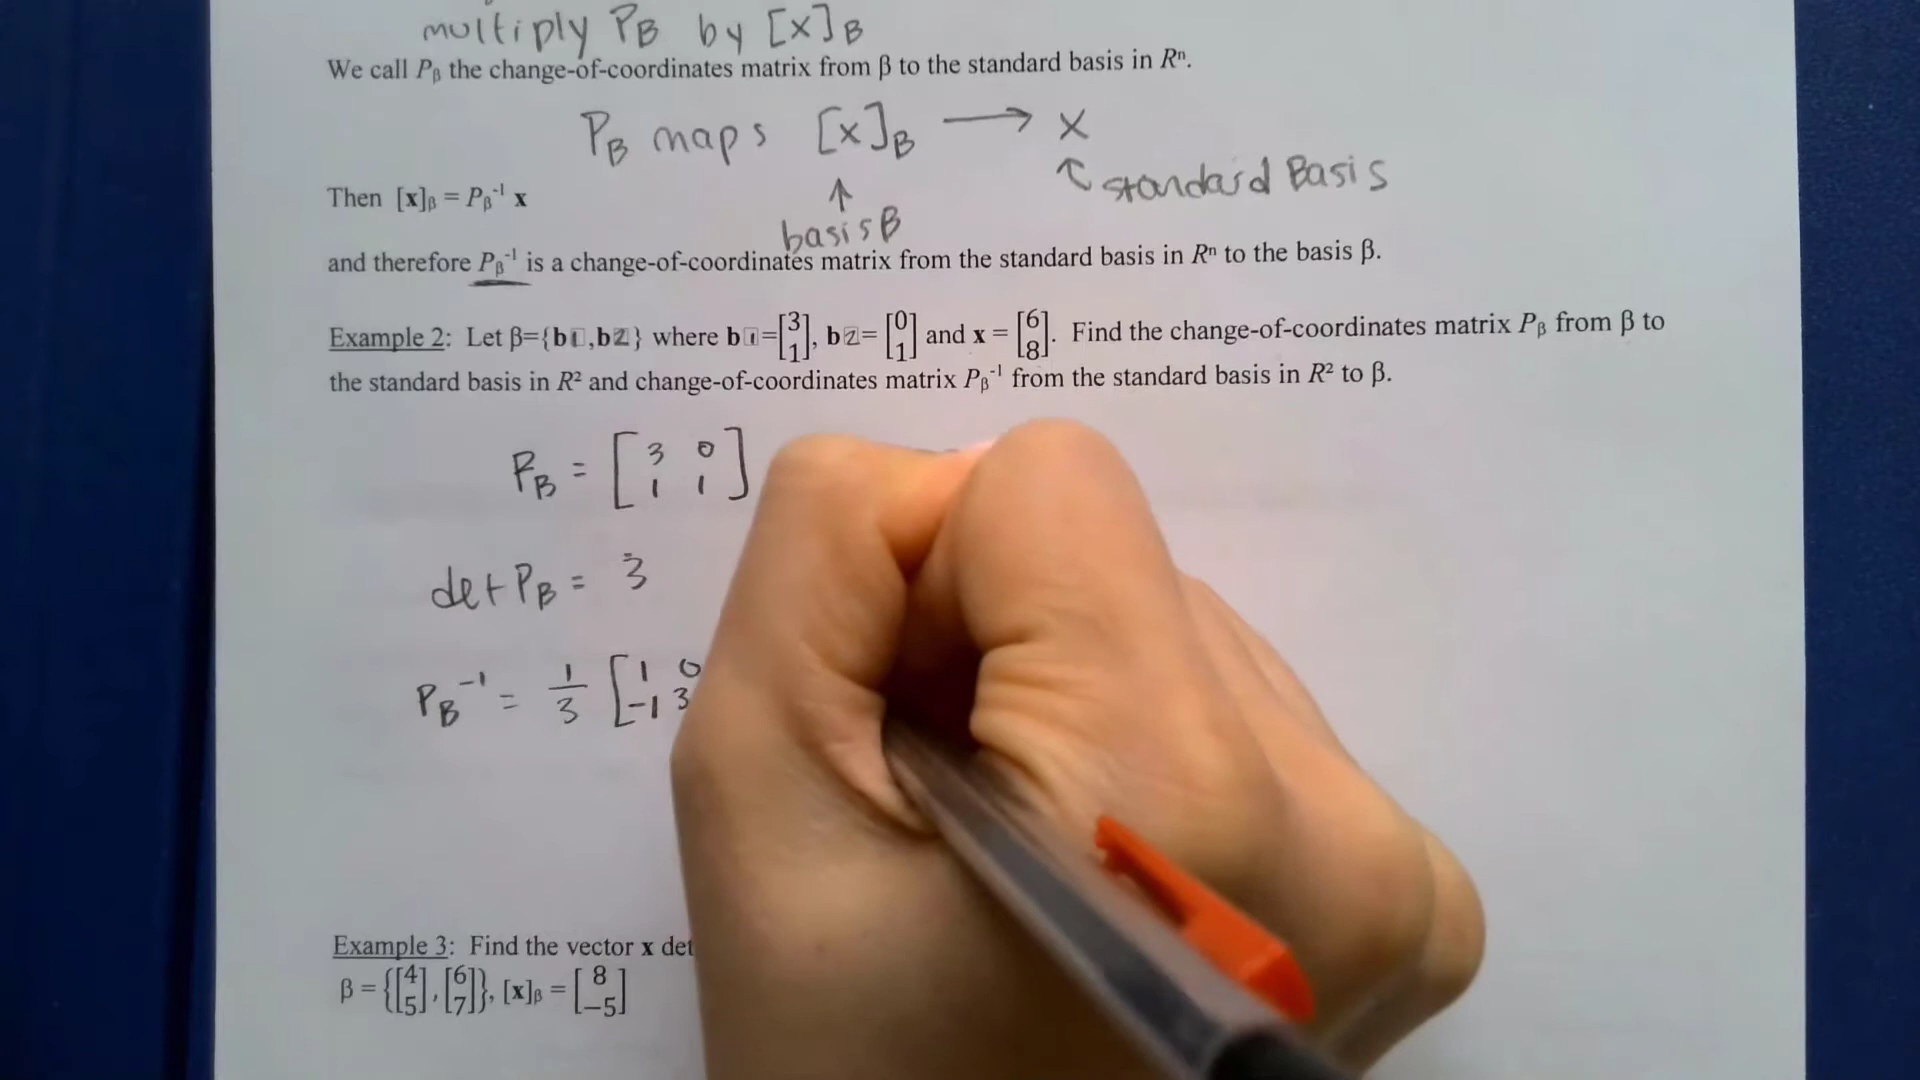 multiply PB by [x]B
We call Pβ the change-of-coordinates matrix from β to the standard basis in Rⁿ.
PB maps [x]B → x
↑ ↖ standard Basis
Then [x]β = Pβ⁻¹ x
basis B
and therefore Pβ⁻¹ is a change-of-coordinates matrix from the standard basis in Rⁿ to the basis β.
Example 2: Let β={b1,b2} where b1=[3 1], b2=[0 1] and x = [6 8]. Find the change-of-coordinates matrix Pβ from β to
the standard basis in R² and change-of-coordinates matrix Pβ⁻¹ from the standard basis in R² to β.
PB = [3 0
1 1]
det PB = 3
PB⁻¹ = 1/3 [1 0
-1 3
Example 3: Find the vector x det
β = {[4 5], [6 7]}, [x]β = [8 −5]